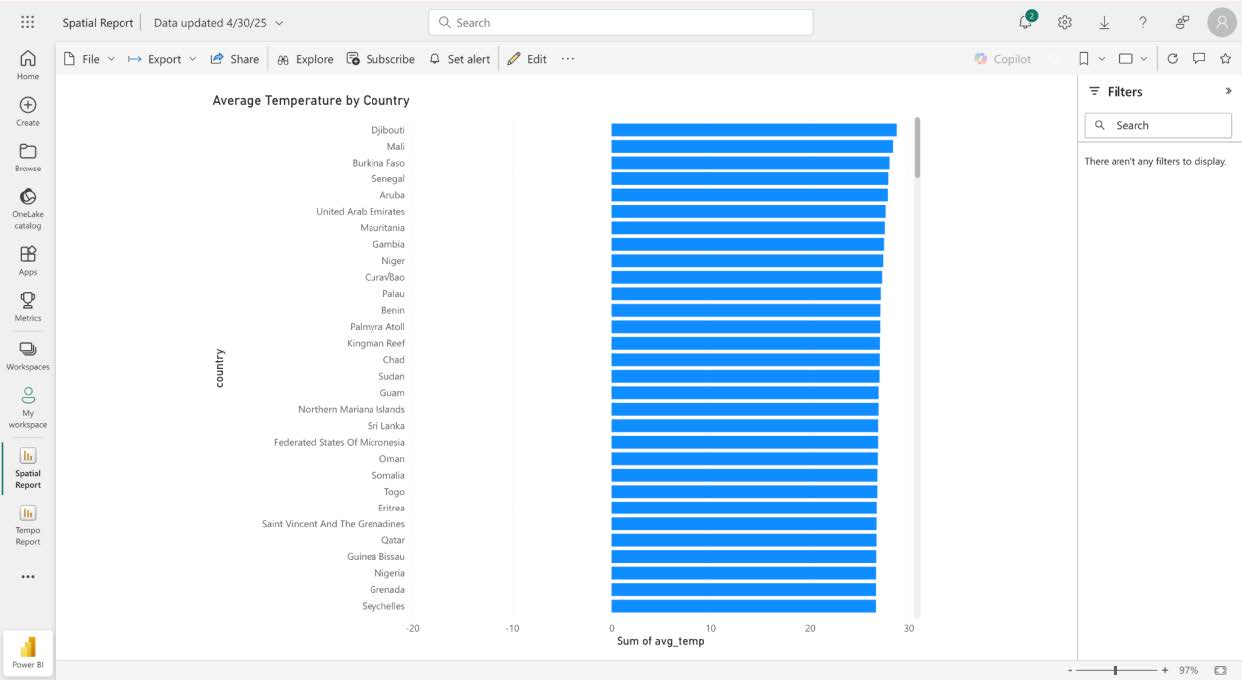 Spatial Report
Data updated 4/30/25
Search
2
File
Export
Share
Explore
Subscribe
Set alert
Edit
Copilot
Home
Create
Browse
OneLake
catalog
Apps
Metrics
Workspaces
My
workspace
Spatial
Report
Tempo
Report
Power BI
Average Temperature by Country
country
Djibouti
Mali
Burkina Faso
Senegal
Aruba
United Arab Emirates
Mauritania
Gambia
Niger
Cura√ßao
Palau
Benin
Palmyra Atoll
Kingman Reef
Chad
Sudan
Guam
Northern Mariana Islands
Sri Lanka
Federated States Of Micronesia
Oman
Somalia
Togo
Eritrea
Saint Vincent And The Grenadines
Qatar
Guinea Bissau
Nigeria
Grenada
Seychelles
-20 -10 0 10 20 30
Sum of avg_temp
Filters
Search
There aren't any filters to display.
- + 97%